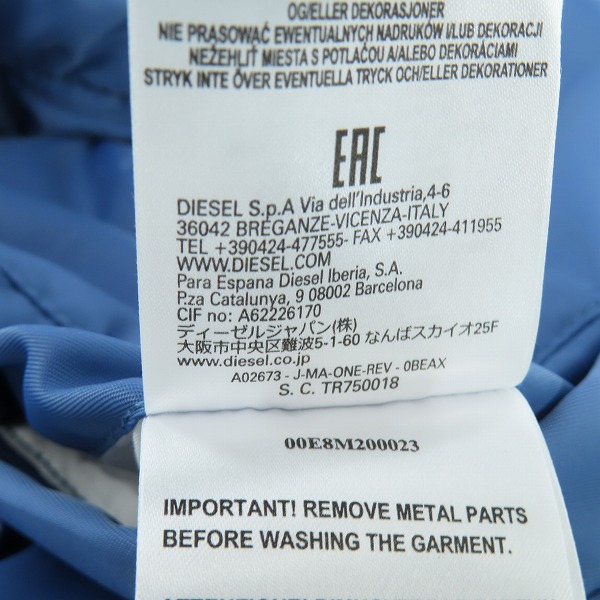 OG/ELLER DEKORASJONER
NIE PRASOWAĆ EWENTUALNYCH NADRUKÓW I/LUB DEKORACJI
NEŽEHLIŤ MIESTA S POTLAČOU A/ALEBO DEKORÁCIAMI
STRYK INTE ÖVER EVENTUELLA TRYCK OCH/ELLER DEKORATIONER
EAC
DIESEL S.p.A Via dell'Industria,4-6
36042 BREGANZE-VICENZA-ITALY
TEL +390424-477555- FAX +390424-411955
WWW.DIESEL.COM
Para Espana Diesel Iberia, S.A.
P.za Catalunya, 9 08002 Barcelona
CIF no: A62226170
ディーゼルジャパン(株)
大阪市中央区難波5-1-60 なんばスカイオ25F
www.diesel.co.jp
A02673 - J-MA-ONE-REV - 0BEAX
S. C. TR750018
00E8M200023
IMPORTANT! REMOVE METAL PARTS
BEFORE WASHING THE GARMENT.